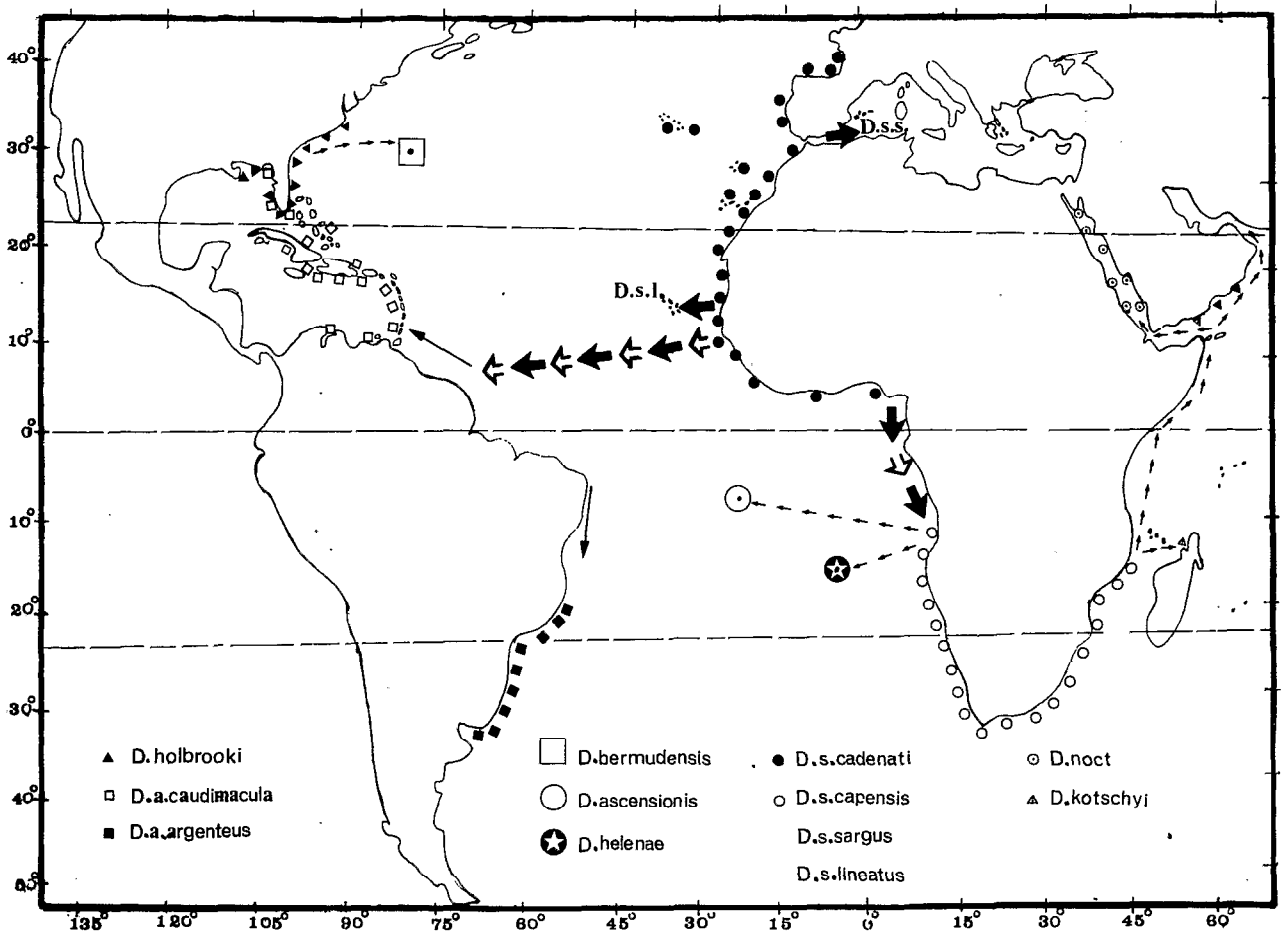 40°
30°
20°
10°
0°
10°
20°
30°
40°
50°
D.s.s.
D.s.l.
D.holbrooki
D.a.caudimacula
D.a.argenteus
D.bermudensis
D.ascensionis
D.helenae
D.s.cadenati
D.s.capensis
D.s.sargus
D.s.lineatus
D.noct
D.kotschyi
135° 120° 105° 90° 75° 60° 45° 30° 15° 0° 15° 30° 45° 60°